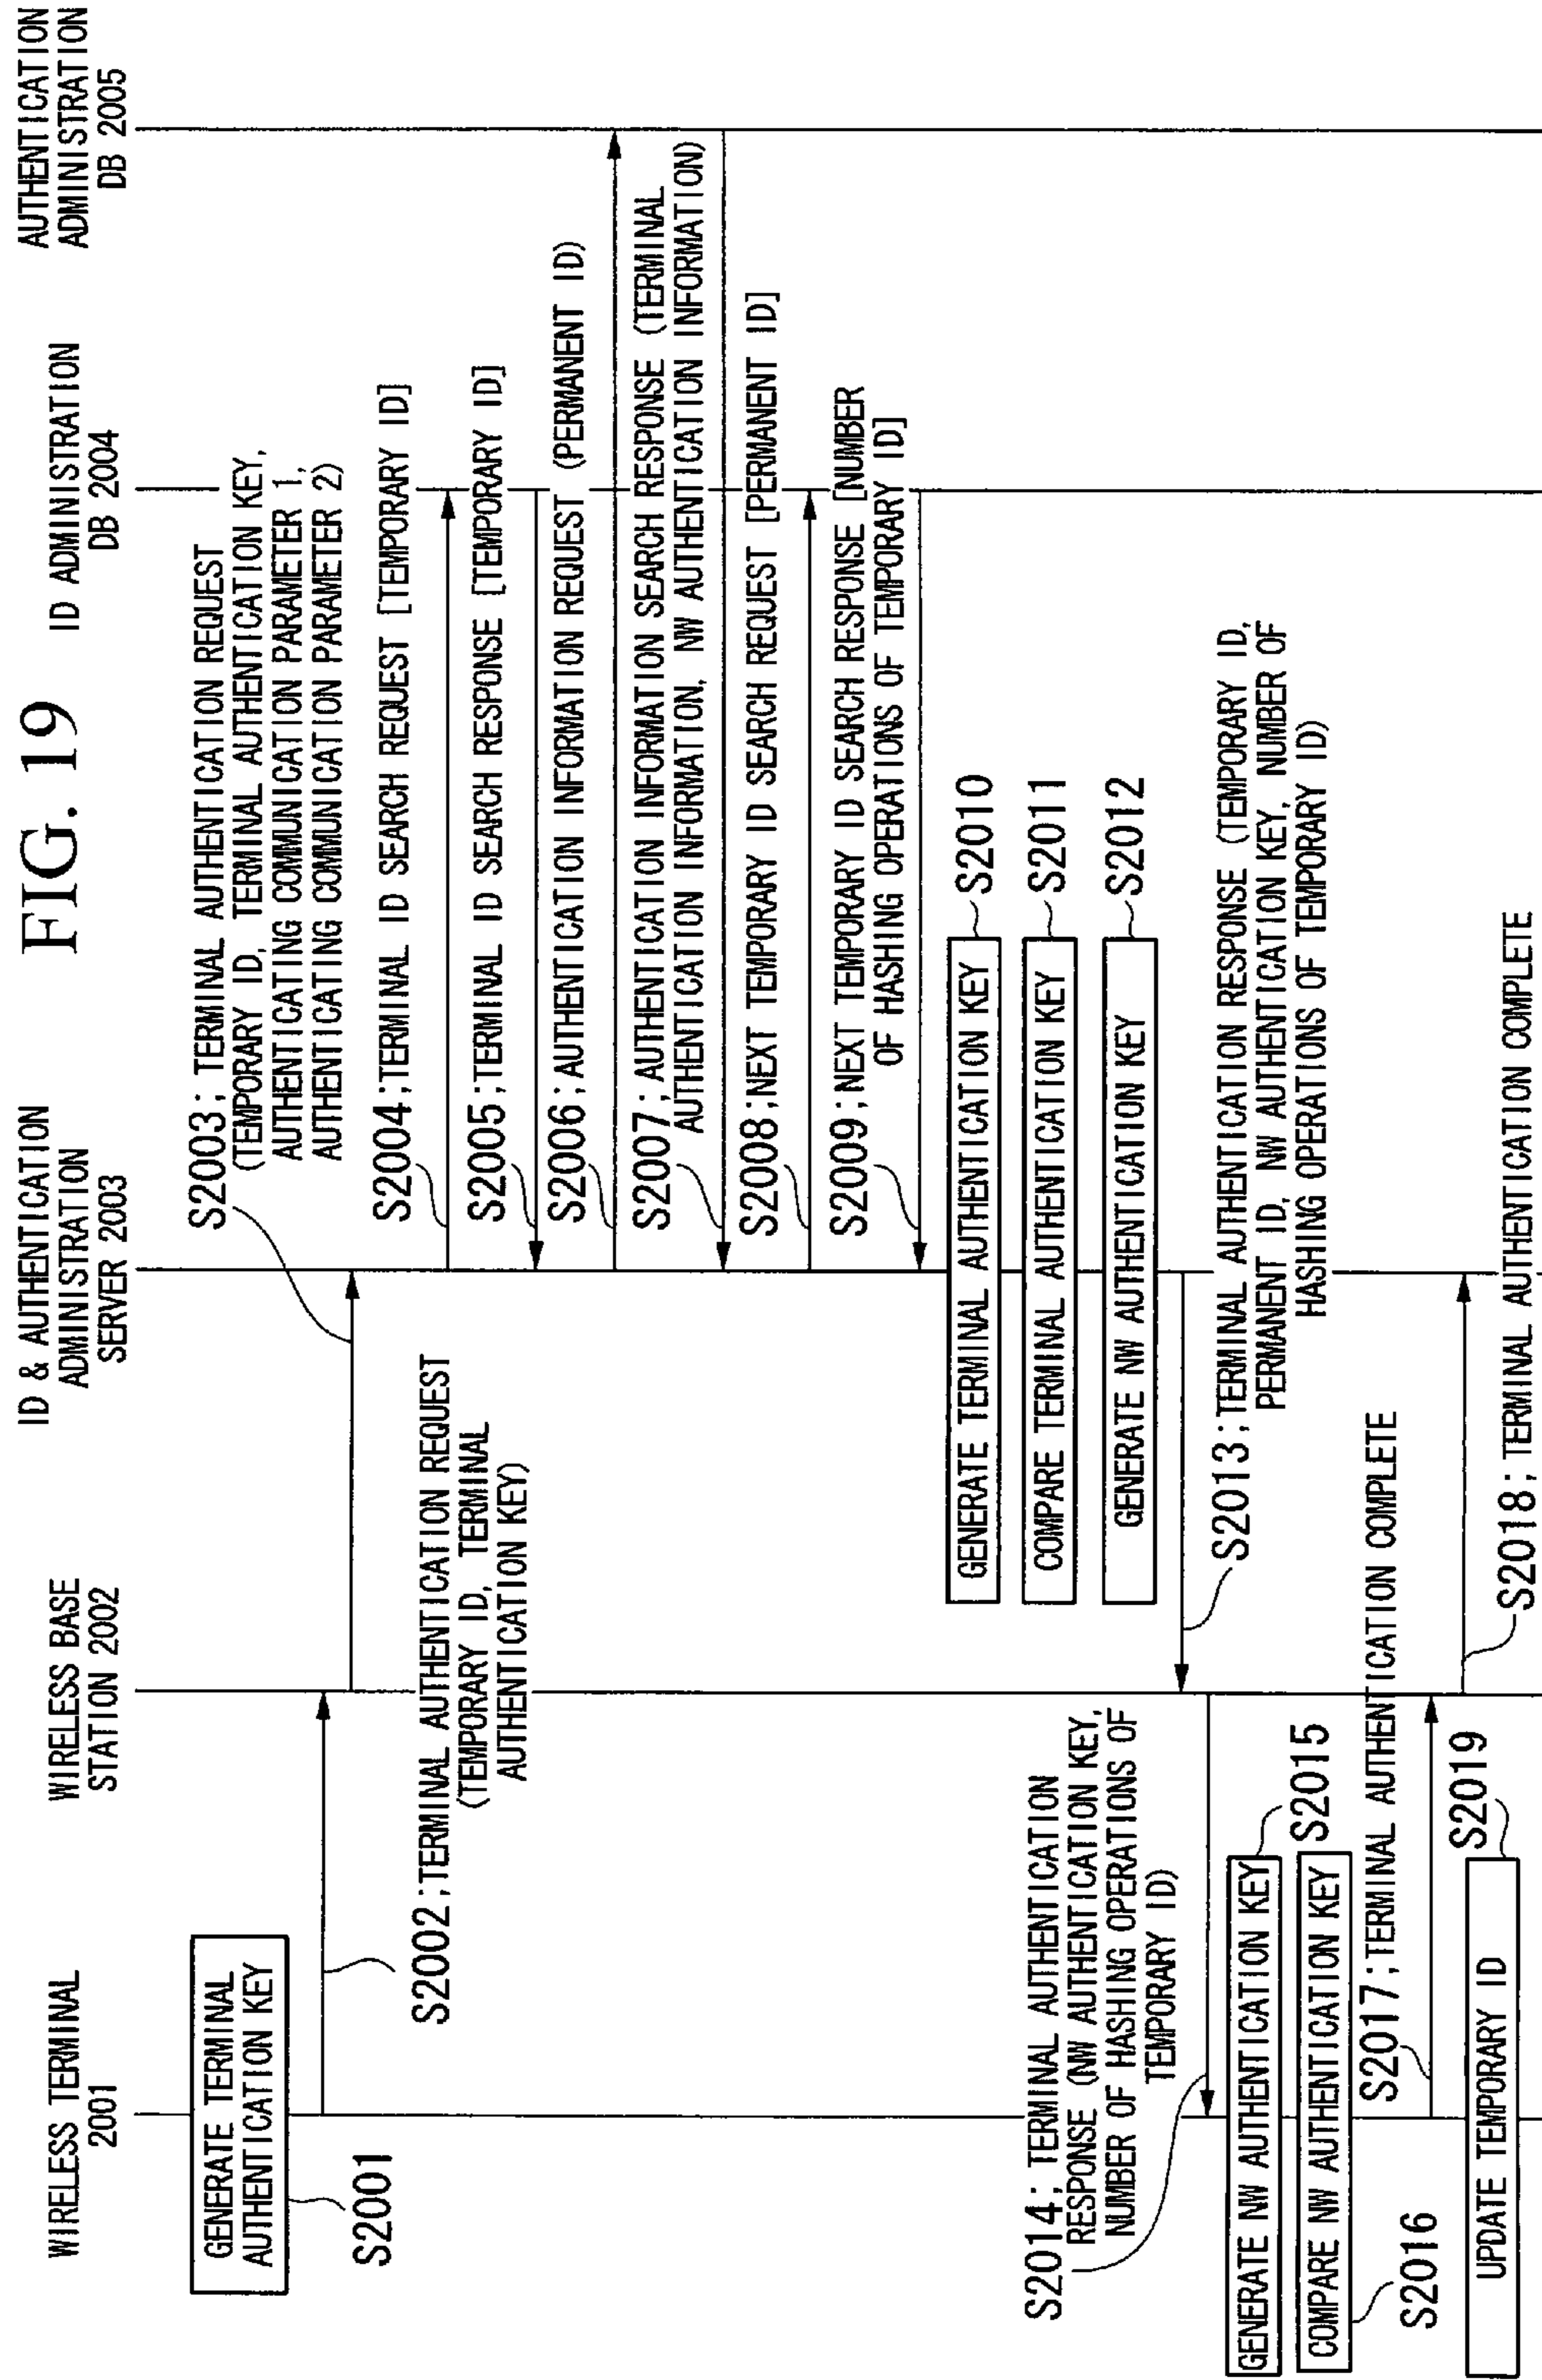 FIG. 19
WIRELESS TERMINAL
2001
WIRELESS BASE
STATION 2002
ID & AUTHENTICATION
ADMINISTRATION
SERVER 2003
ID ADMINISTRATION
DB 2004
AUTHENTICATION
ADMINISTRATION
DB 2005
GENERATE TERMINAL
AUTHENTICATION KEY
S2001
S2002;TERMINAL AUTHENTICATION REQUEST
(TEMPORARY ID, TERMINAL
AUTHENTICATION KEY)
S2003; TERMINAL AUTHENTICATION REQUEST
(TEMPORARY ID, TERMINAL AUTHENTICATION KEY,
AUTHENTICATING COMMUNICATION PARAMETER 1,
AUTHENTICATING COMMUNICATION PARAMETER 2)
S2004;TERMINAL ID SEARCH REQUEST [TEMPORARY ID]
S2005;TERMINAL ID SEARCH RESPONSE [TEMPORARY ID]
S2006;AUTHENTICATION INFORMATION REQUEST (PERMANENT ID)
S2007; AUTHENTICATION INFORMATION SEARCH RESPONSE (TERMINAL
AUTHENTICATION INFORMATION, NW AUTHENTICATION INFORMATION)
S2008;NEXT TEMPORARY ID SEARCH REQUEST [PERMANENT ID]
S2009;NEXT TEMPORARY ID SEARCH RESPONSE [NUMBER
OF HASHING OPERATIONS OF TEMPORARY ID]
GENERATE TERMINAL AUTHENTICATION KEY
S2010
COMPARE TERMINAL AUTHENTICATION KEY
S2011
GENERATE NW AUTHENTICATION KEY
S2012
S2013;TERMINAL AUTHENTICATION RESPONSE (TEMPORARY ID,
PERMANENT ID, NW AUTHENTICATION KEY, NUMBER OF
HASHING OPERATIONS OF TEMPORARY ID)
S2014; TERMINAL AUTHENTICATION
RESPONSE (NW AUTHENTICATION KEY,
NUMBER OF HASHING OPERATIONS OF
TEMPORARY ID)
GENERATE NW AUTHENTICATION KEY
S2015
COMPARE NW AUTHENTICATION KEY
S2016
S2017;TERMINAL AUTHENTICATION COMPLETE
S2018; TERMINAL AUTHENTICATION COMPLETE
UPDATE TEMPORARY ID
S2019